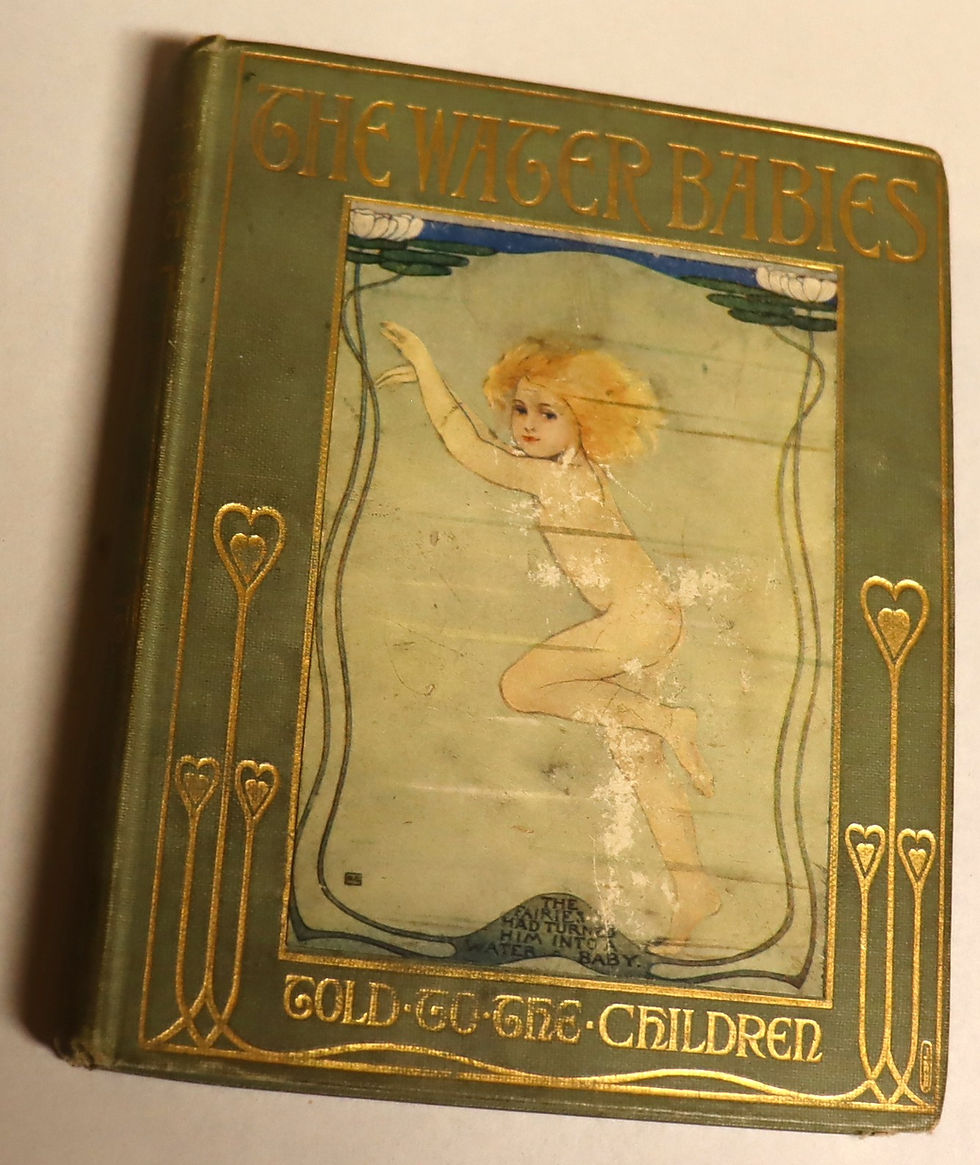 THE WATER BABIES
THE
FAIRIES
HAD TURNED
HIM INTO A
WATER BABY.
TOLD·TO·THE·CHILDREN